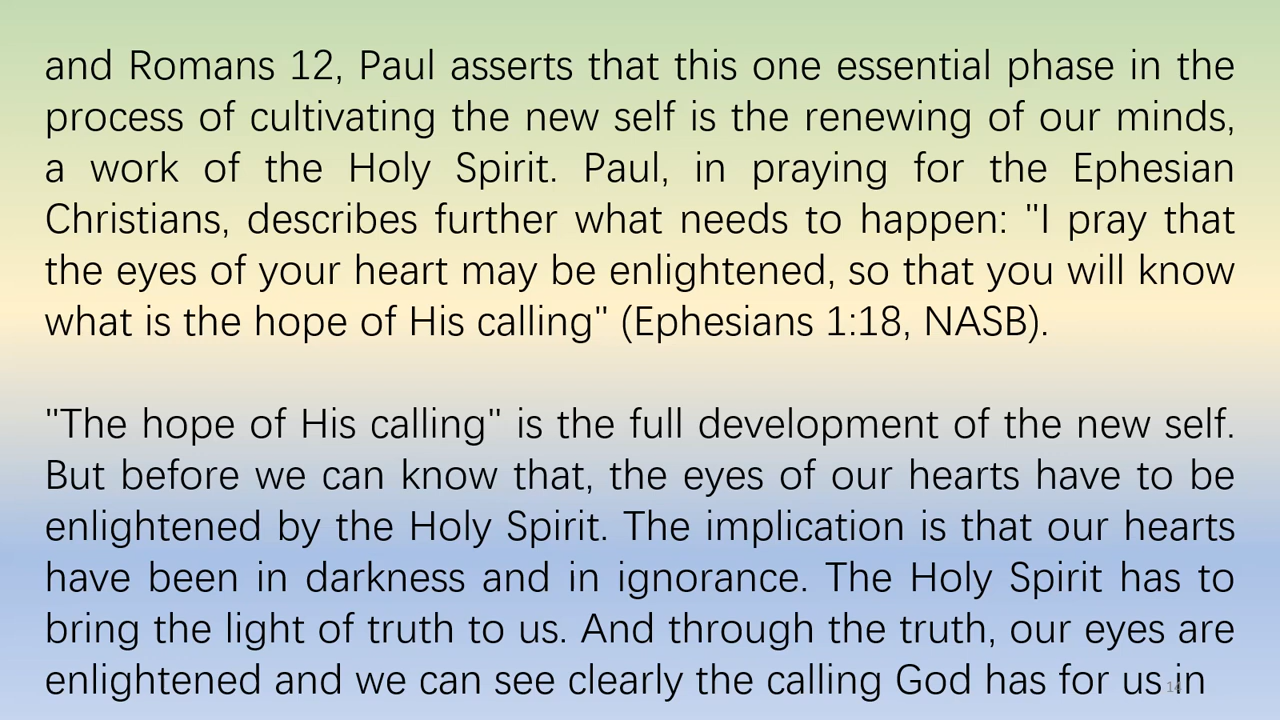 and Romans 12, Paul asserts that this one essential phase in the
process of cultivating the new self is the renewing of our minds,
a work of the Holy Spirit. Paul, in praying for the Ephesian
Christians, describes further what needs to happen: "I pray that
the eyes of your heart may be enlightened, so that you will know
what is the hope of His calling" (Ephesians 1:18, NASB).
"The hope of His calling" is the full development of the new self.
But before we can know that, the eyes of our hearts have to be
enlightened by the Holy Spirit. The implication is that our hearts
have been in darkness and in ignorance. The Holy Spirit has to
bring the light of truth to us. And through the truth, our eyes are
enlightened and we can see clearly the calling God has for us in